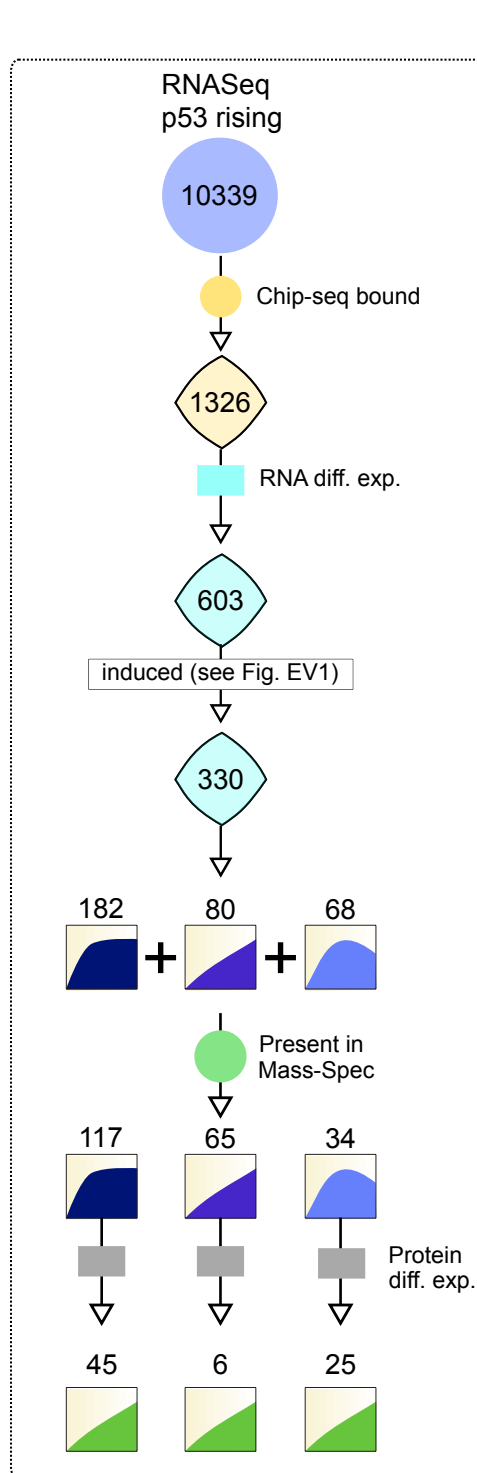 RNASeq
p53 rising
10339
Chip-seq bound
1326
RNA diff. exp.
603
induced (see Fig. EV1)
330
182 80 68
+ +
Present in
Mass-Spec
117 65 34
Protein
diff. exp.
45 6 25